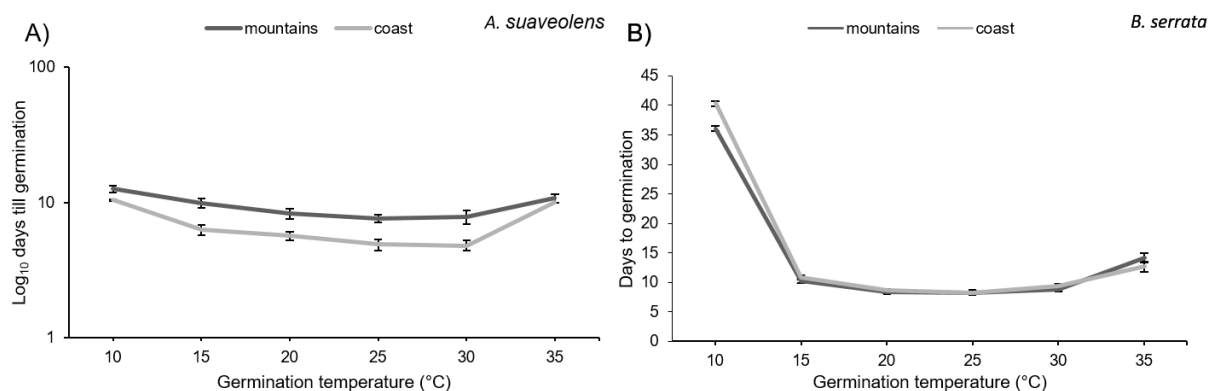 A)
mountains coast
A. suaveolens
Log10 days till germination
100
10
1
10 15 20 25 30 35
Germination temperature (°C)
B)
mountains coast
B. serrata
Days to germination
45
40
35
30
25
20
15
10
5
0
10 15 20 25 30 35
Germination temperature (°C)